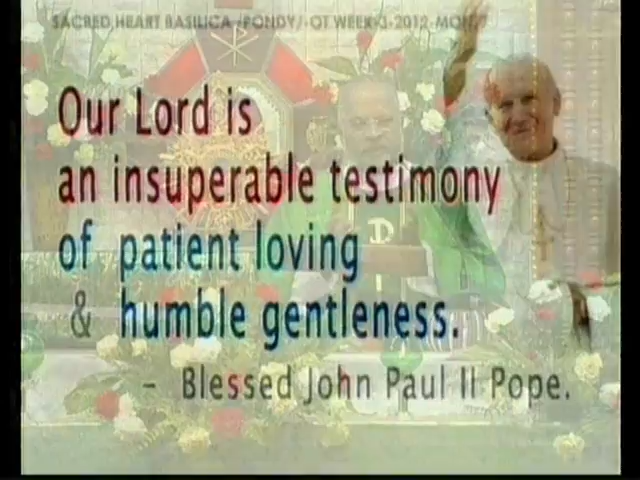 SACRED HEART BASILICA -PONDY/-OT WEEK-3-2012-MON/
Our Lord is
an insuperable testimony
of patient loving
& humble gentleness.
- Blessed John Paul II Pope.